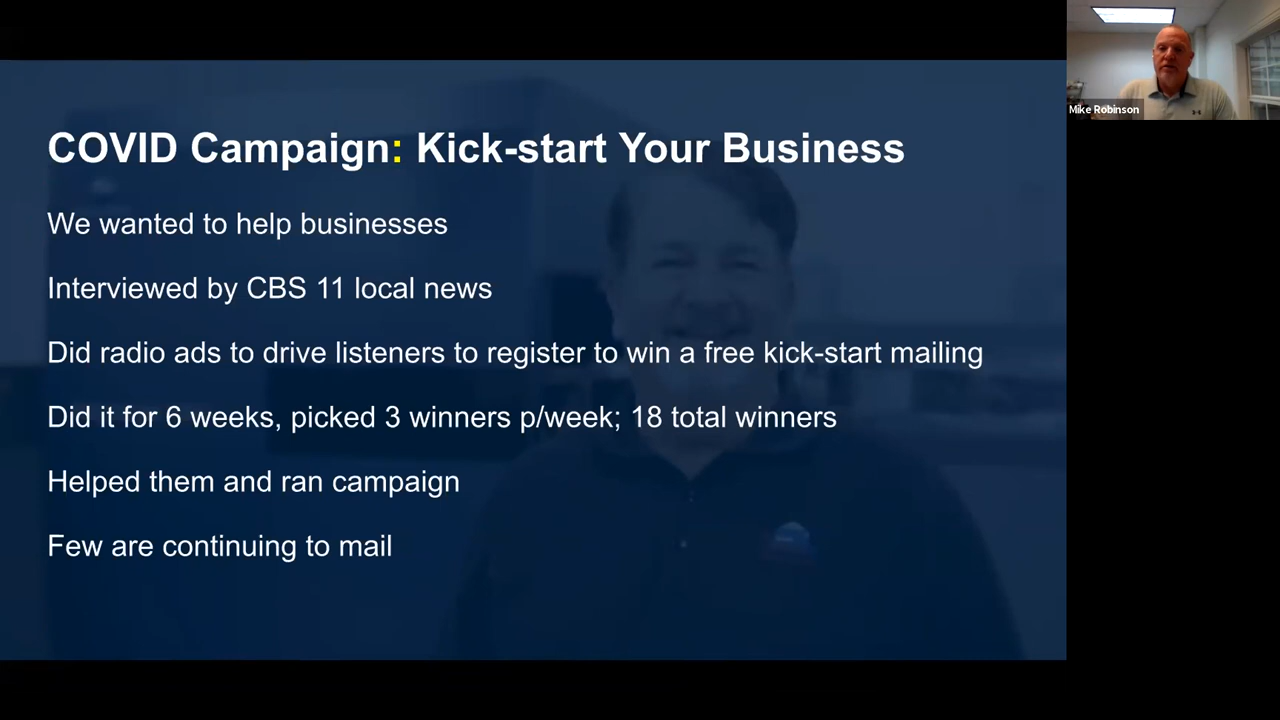 COVID Campaign: Kick-start Your Business
We wanted to help businesses
Interviewed by CBS 11 local news
Did radio ads to drive listeners to register to win a free kick-start mailing
Did it for 6 weeks, picked 3 winners p/week; 18 total winners
Helped them and ran campaign
Few are continuing to mail
Mike Robinson